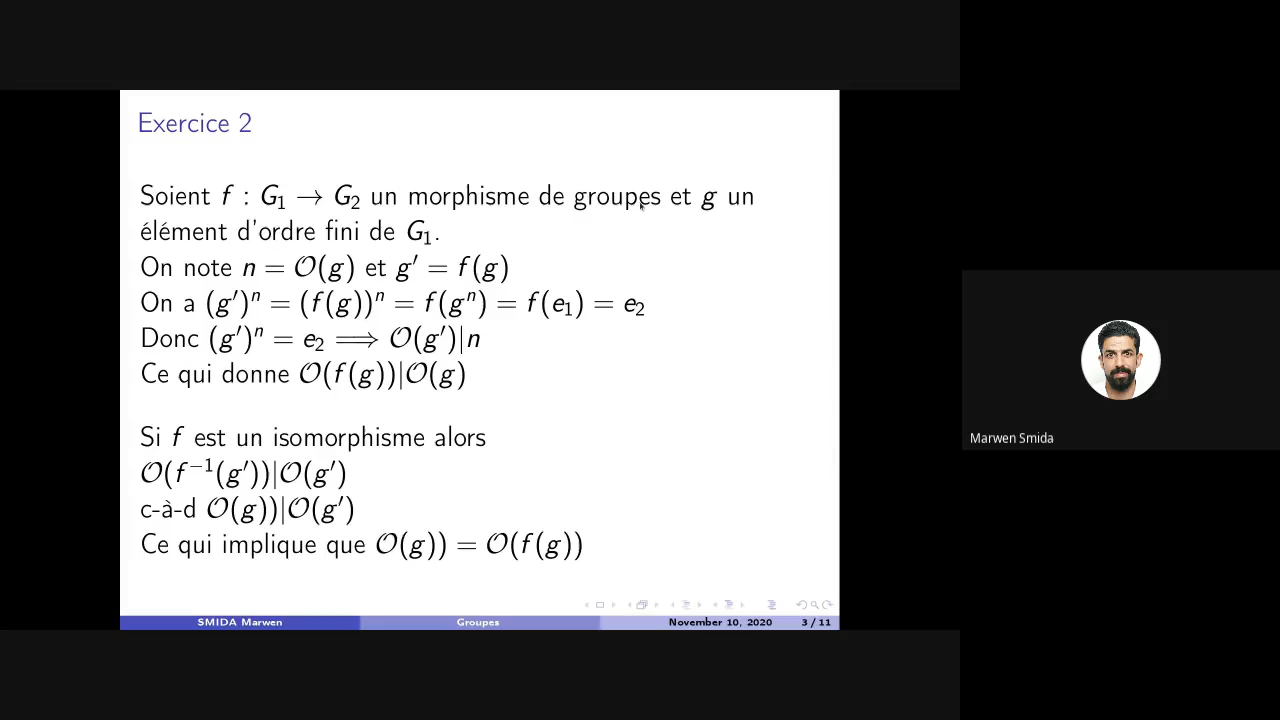 Exercice 2
Soient f : G₁ → G₂ un morphisme de groupes et g un
élément d'ordre fini de G₁.
On note n = O(g) et g′ = f(g)
On a (g′)ⁿ = (f(g))ⁿ = f(gⁿ) = f(e₁) = e₂
Donc (g′)ⁿ = e₂ ⟹ O(g′)|n
Ce qui donne O(f(g))|O(g)
Si f est un isomorphisme alors
O(f⁻¹(g′))|O(g′)
c-à-d O(g))|O(g′)
Ce qui implique que O(g)) = O(f(g))
SMIDA Marwen
Groupes
November 10, 2020
3 / 11
Marwen Smida